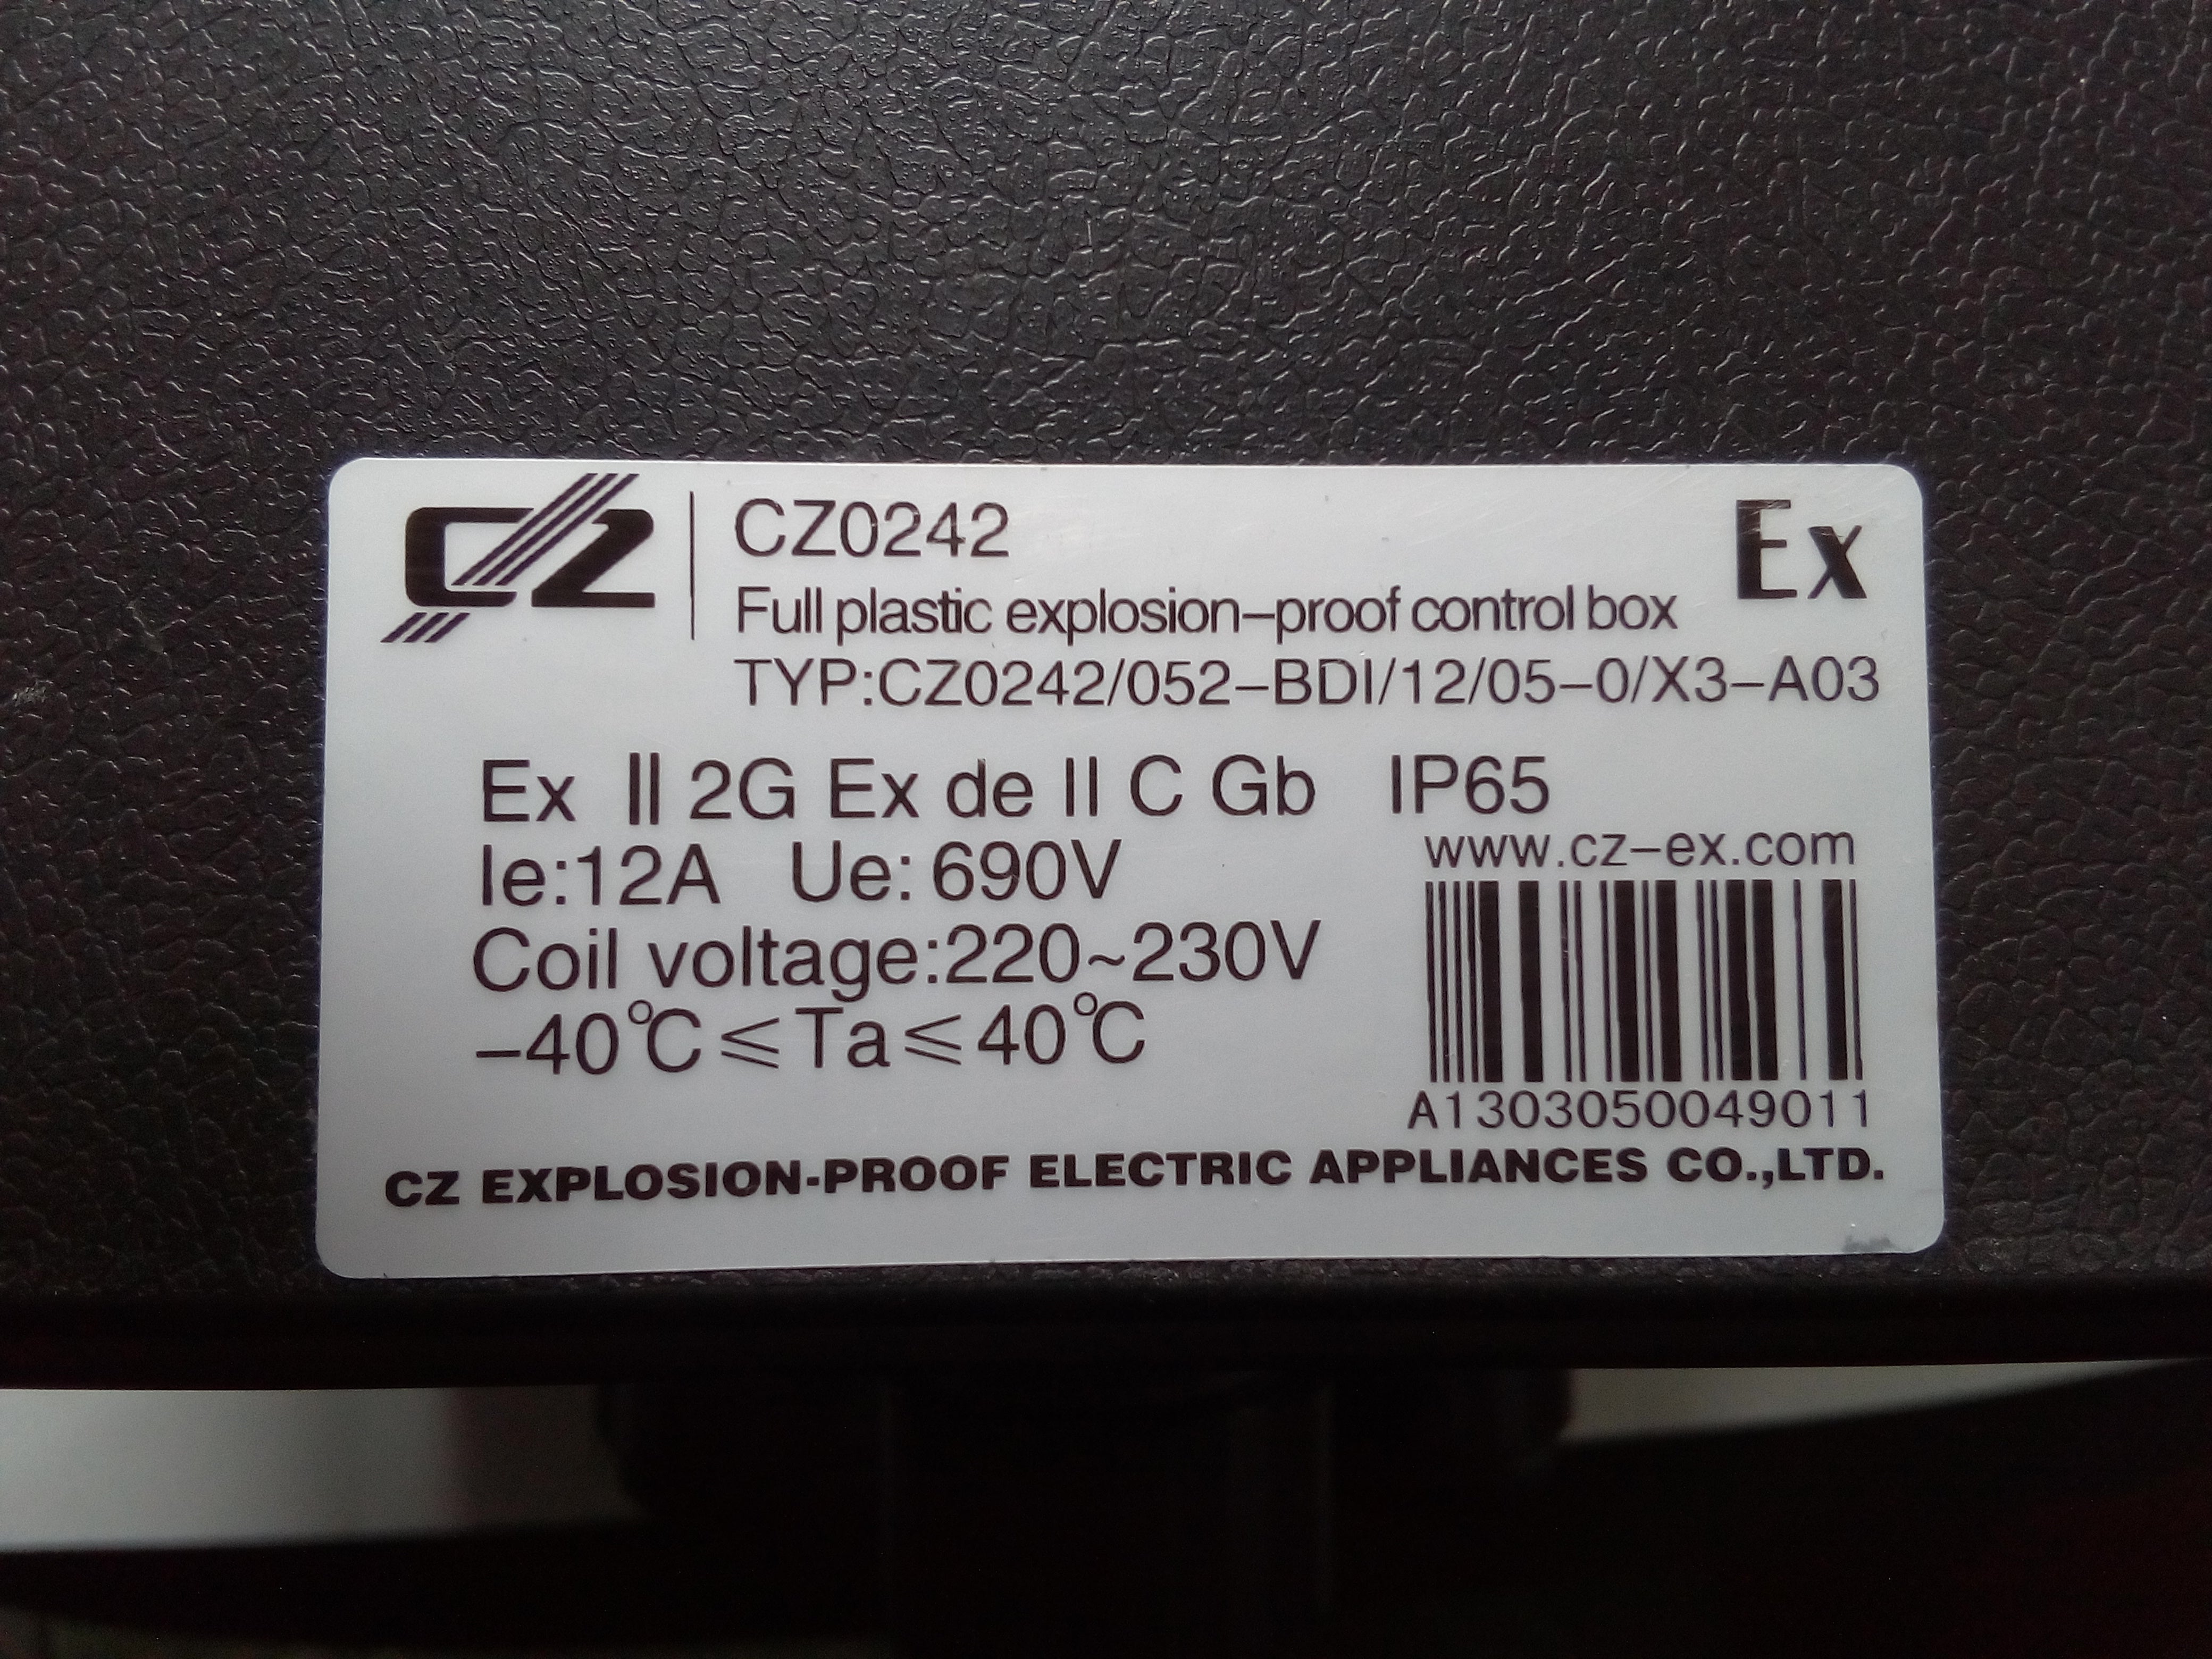 CZ
CZ0242
Ex
Full plastic explosion-proof control box
TYP:CZ0242/052-BDI/12/05-0/X3-A03
Ex II 2G Ex de II C Gb IP65
www.cz-ex.com
Ie:12A Ue: 690V
Coil voltage:220~230V
-40℃≤Ta≤40℃
A1303050049011
CZ EXPLOSION-PROOF ELECTRIC APPLIANCES CO.,LTD.